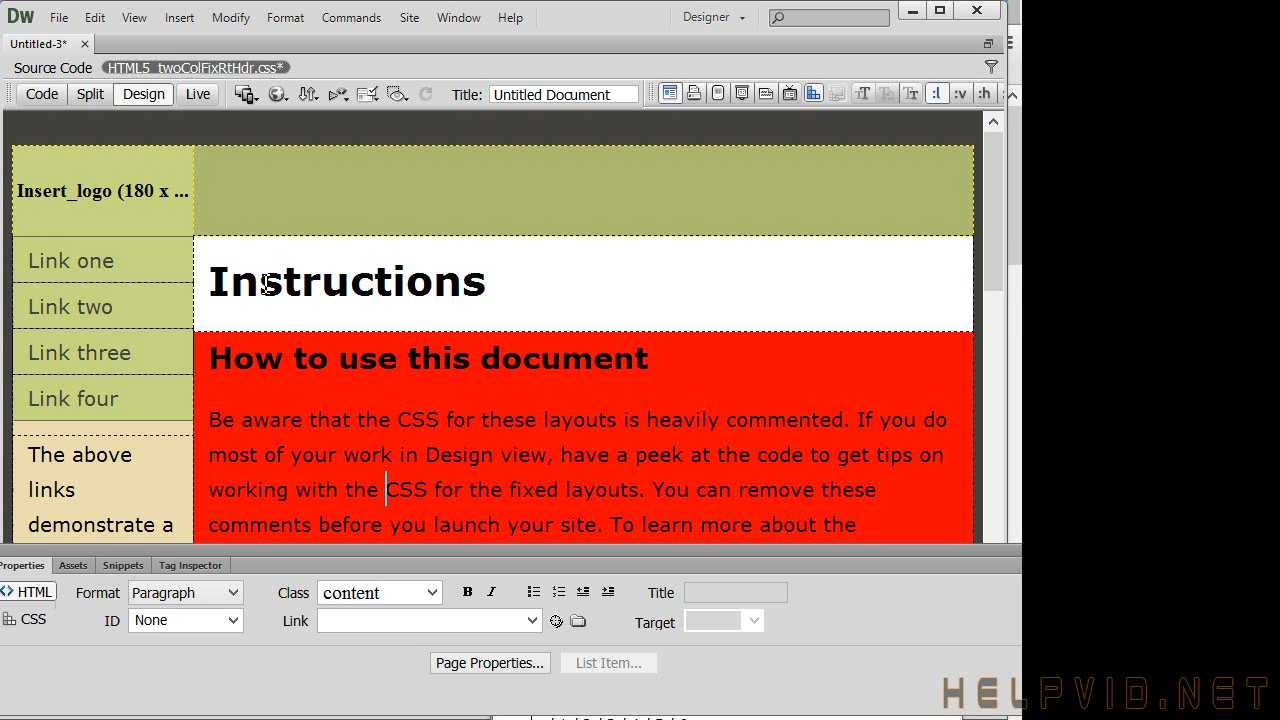 Dw File Edit View Insert Modify Format Commands Site Window Help Designer
Untitled-3*
Source Code HTML5_twoColFixRtHdr.css*
Code Split Design Live Title: Untitled Document :l :v :h
Insert_logo (180 x ...
Link one
Link two
Link three
Link four
The above
links
demonstrate a
Instructions
How to use this document
Be aware that the CSS for these layouts is heavily commented. If you do
most of your work in Design view, have a peek at the code to get tips on
working with the CSS for the fixed layouts. You can remove these
comments before you launch your site. To learn more about the
Properties Assets Snippets Tag Inspector
<> HTML Format Paragraph Class content B I Title
CSS ID None Link Target
Page Properties... List Item...
HELPVID.NET